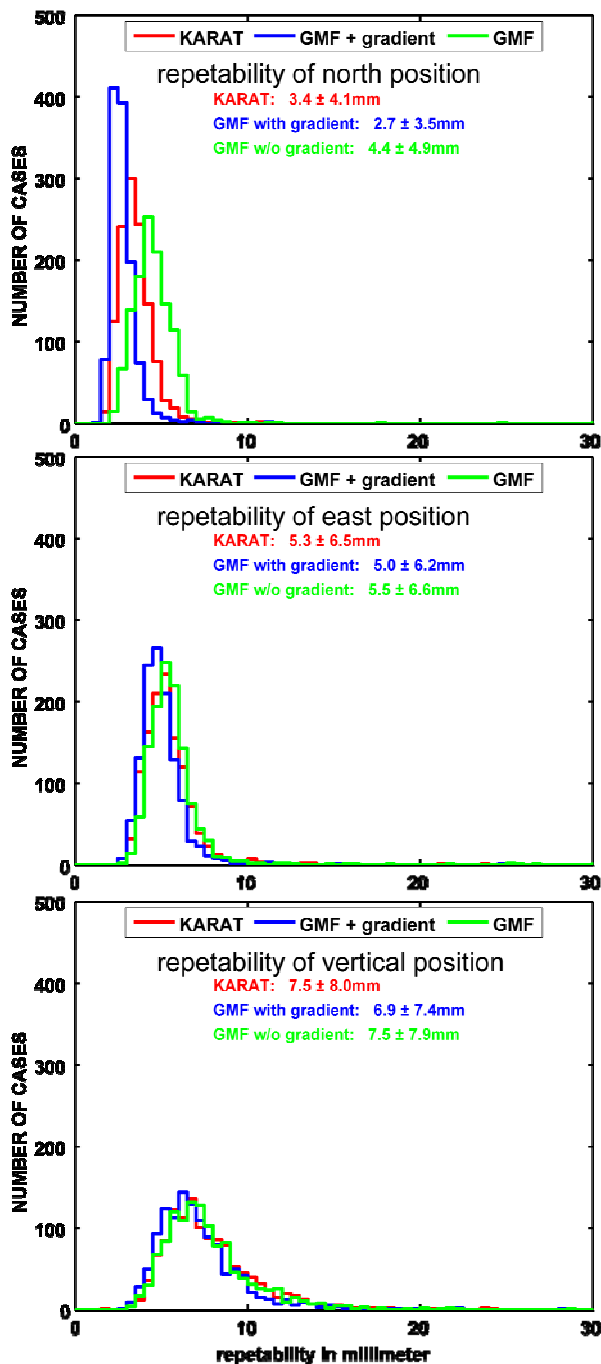 500
KARAT GMF + gradient GMF
repetability of north position
KARAT: 3.4 ± 4.1mm
GMF with gradient: 2.7 ± 3.5mm
GMF w/o gradient: 4.4 ± 4.9mm
400
300
200
100
0
NUMBER OF CASES
0 10 20 30
500
KARAT GMF + gradient GMF
repetability of east position
KARAT: 5.3 ± 6.5mm
GMF with gradient: 5.0 ± 6.2mm
GMF w/o gradient: 5.5 ± 6.6mm
400
300
200
100
0
NUMBER OF CASES
0 10 20 30
500
KARAT GMF + gradient GMF
repetability of vertical position
KARAT: 7.5 ± 8.0mm
GMF with gradient: 6.9 ± 7.4mm
GMF w/o gradient: 7.5 ± 7.9mm
400
300
200
100
0
NUMBER OF CASES
0 10 20 30
repetability in millimeter